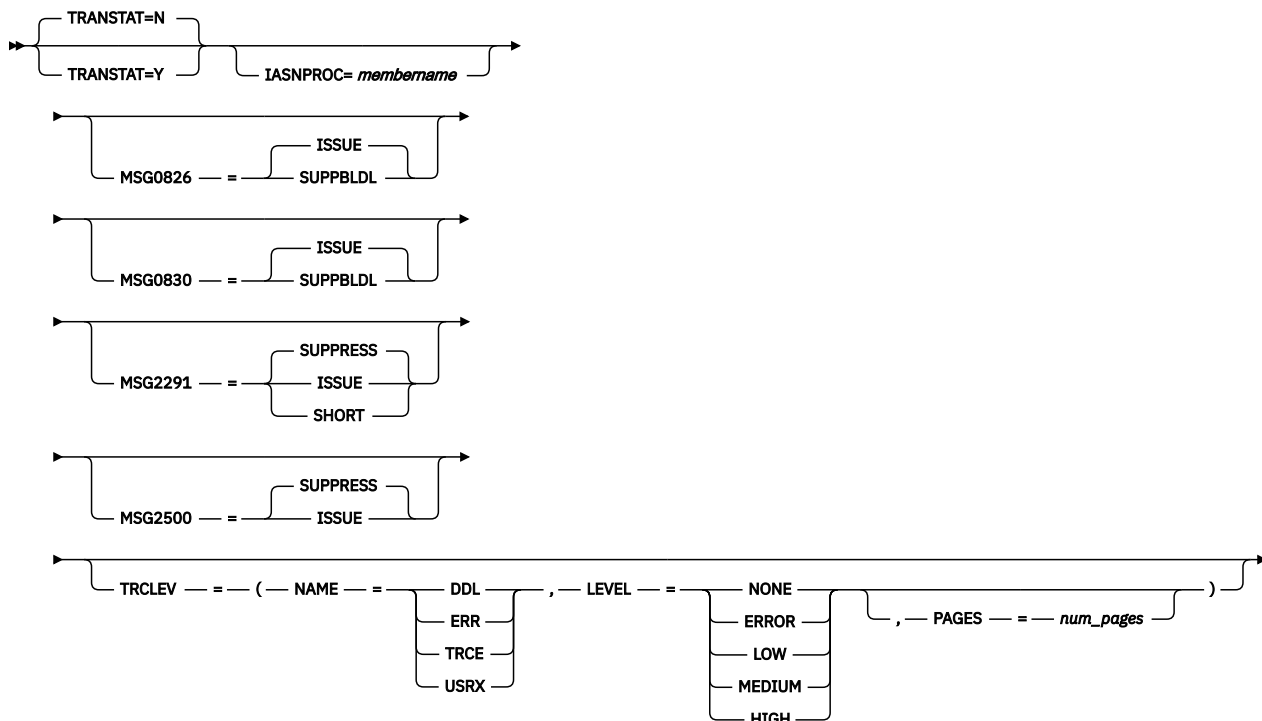 TRANSTAT=N
TRANSTAT=Y
IASNPROC= membername
ISSUE
MSG0826 = SUPPBLDL
ISSUE
MSG0830 = SUPPBLDL
SUPPRESS
MSG2291 = ISSUE
SHORT
SUPPRESS
MSG2500 = ISSUE
TRCLEV = ( NAME = DDL , LEVEL = NONE )
ERR ERROR , PAGES = num_pages
TRCE LOW
USRX MEDIUM
HIGH